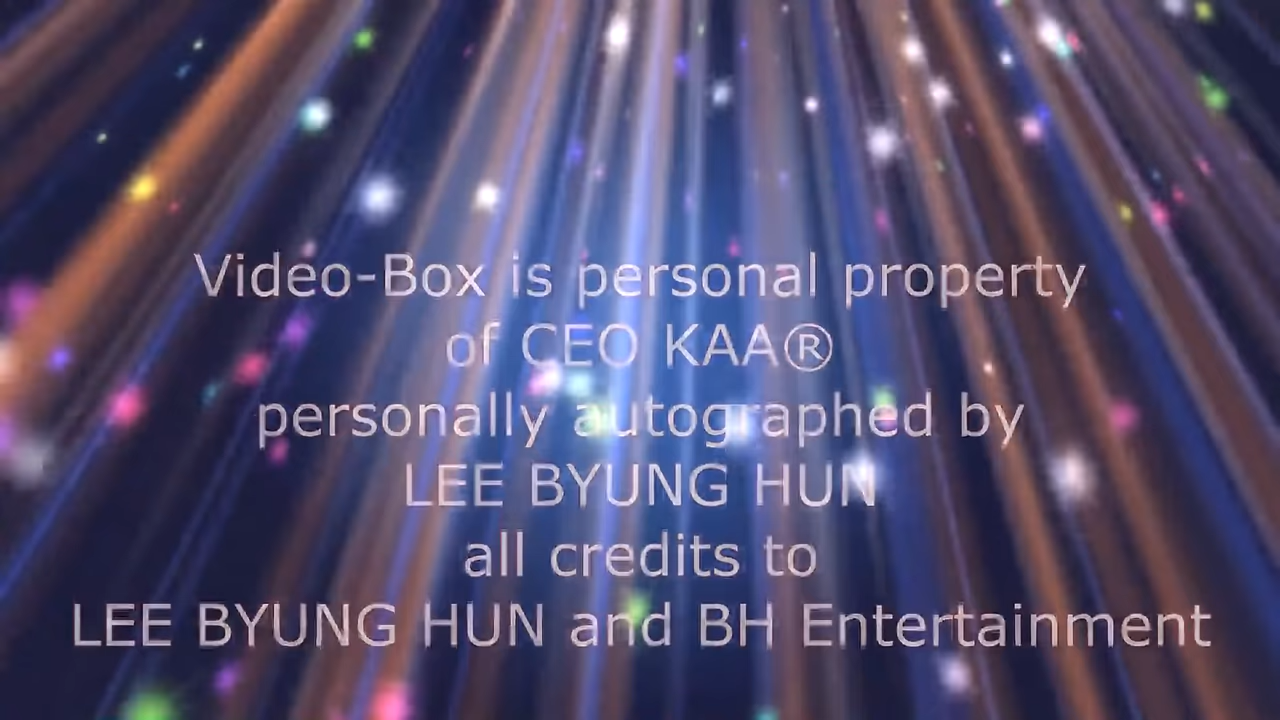 Video-Box is personal property
of CEO KAA®
personally autographed by
LEE BYUNG HUN
all credits to
LEE BYUNG HUN and BH Entertainment